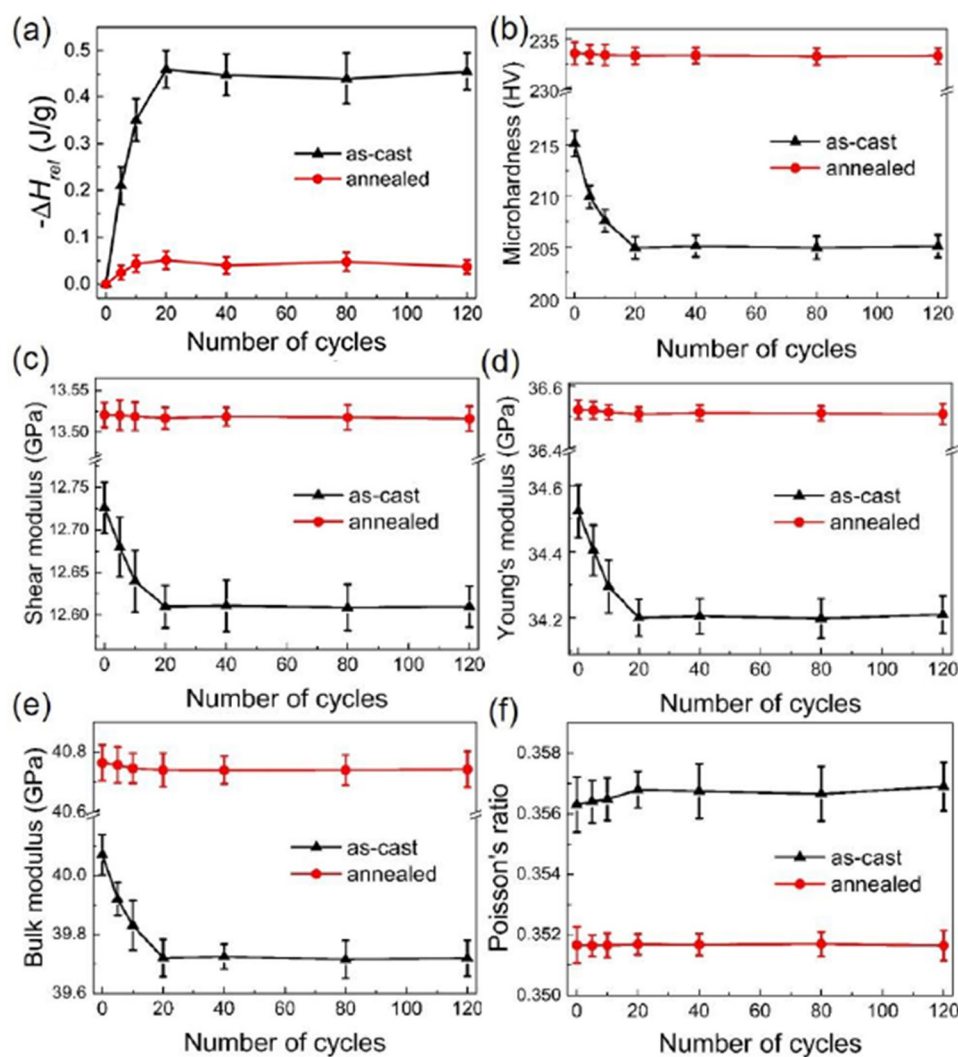 (a)
-ΔH_rel (J/g)
0.5
0.4
0.3
0.2
0.1
0.0
as-cast
annealed
0 20 40 60 80 100 120
Number of cycles
(b)
Microhardness (HV)
235
230
215
210
205
200
as-cast
annealed
0 20 40 60 80 100 120
Number of cycles
(c)
Shear modulus (GPa)
13.55
13.50
12.75
12.70
12.65
12.60
as-cast
annealed
0 20 40 60 80 100 120
Number of cycles
(d)
Young's modulus (GPa)
36.6
36.4
34.6
34.4
34.2
as-cast
annealed
0 20 40 60 80 100 120
Number of cycles
(e)
Bulk modulus (GPa)
40.8
40.6
40.0
39.8
39.6
as-cast
annealed
0 20 40 60 80 100 120
Number of cycles
(f)
Poisson's ratio
0.358
0.356
0.354
0.352
0.350
as-cast
annealed
0 20 40 60 80 100 120
Number of cycles